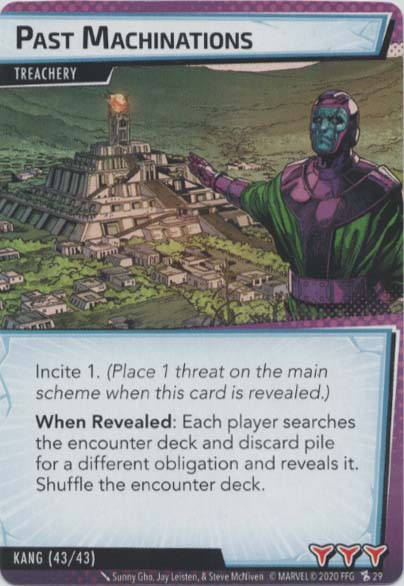 PAST MACHINATIONS
TREACHERY
Incite 1. (Place 1 threat on the main
scheme when this card is revealed.)
When Revealed: Each player searches
the encounter deck and discard pile
for a different obligation and reveals it.
Shuffle the encounter deck.
KANG (43/43)
Sunny Gho, Jay Leisten, & Steve McNiven © MARVEL © 2020 FFG 29